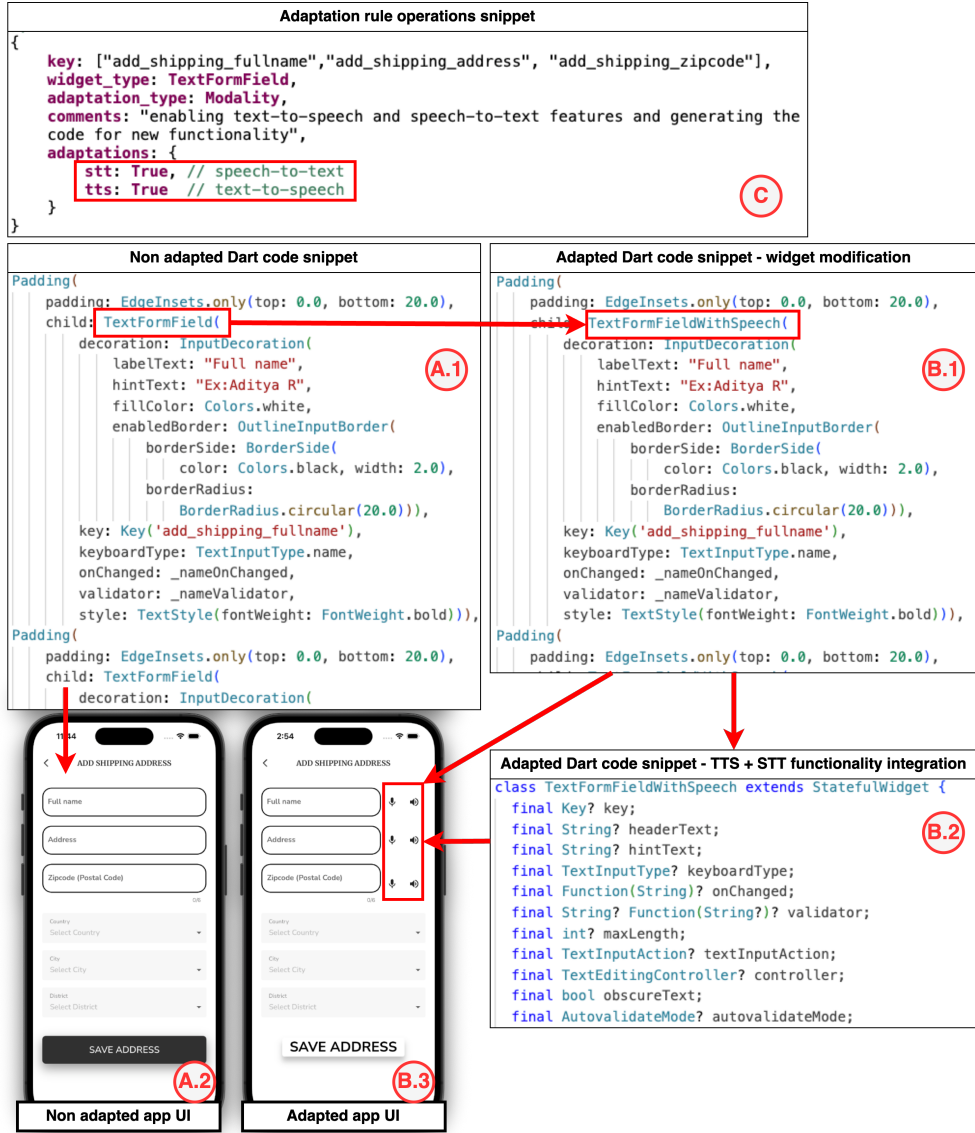 Adaptation rule operations snippet
{
key: ["add_shipping_fullname","add_shipping_address", "add_shipping_zipcode"],
widget_type: TextFormField,
adaptation_type: Modality,
comments: "enabling text-to-speech and speech-to-text features and generating the
code for new functionality",
adaptations: {
stt: True, // speech-to-text
tts: True // text-to-speech
}
}
C
Non adapted Dart code snippet
Padding(
padding: EdgeInsets.only(top: 0.0, bottom: 20.0),
child: TextFormField(
decoration: InputDecoration(
labelText: "Full name",
hintText: "Ex:Aditya R",
fillColor: Colors.white,
enabledBorder: OutlineInputBorder(
borderSide: BorderSide(
color: Colors.black, width: 2.0),
borderRadius:
BorderRadius.circular(20.0))),
key: Key('add_shipping_fullname'),
keyboardType: TextInputType.name,
onChanged: _nameOnChanged,
validator: _nameValidator,
style: TextStyle(fontWeight: FontWeight.bold))),
Padding(
padding: EdgeInsets.only(top: 0.0, bottom: 20.0),
child: TextFormField(
decoration: InputDecoration(
A.1
Adapted Dart code snippet - widget modification
Padding(
padding: EdgeInsets.only(top: 0.0, bottom: 20.0),
child: TextFormFieldWithSpeech(
decoration: InputDecoration(
labelText: "Full name",
hintText: "Ex:Aditya R",
fillColor: Colors.white,
enabledBorder: OutlineInputBorder(
borderSide: BorderSide(
color: Colors.black, width: 2.0),
borderRadius:
BorderRadius.circular(20.0))),
key: Key('add_shipping_fullname'),
keyboardType: TextInputType.name,
onChanged: _nameOnChanged,
validator: _nameValidator,
style: TextStyle(fontWeight: FontWeight.bold))),
Padding(
padding: EdgeInsets.only(top: 0.0, bottom: 20.0),
B.1
11:44
ADD SHIPPING ADDRESS
Full name
Address
Zipcode (Postal Code)
0/6
Country
Select Country
City
Select City
District
Select District
SAVE ADDRESS
A.2
Non adapted app UI
2:54
ADD SHIPPING ADDRESS
Full name
Address
Zipcode (Postal Code)
0/6
Country
Select Country
City
Select City
District
Select District
SAVE ADDRESS
B.3
Adapted app UI
Adapted Dart code snippet - TTS + STT functionality integration
class TextFormFieldWithSpeech extends StatefulWidget {
final Key? key;
final String? headerText;
final String? hintText;
final TextInputType? keyboardType;
final Function(String)? onChanged;
final String? Function(String?)? validator;
final int? maxLength;
final TextInputAction? textInputAction;
final TextEditingController? controller;
final bool obscureText;
final AutovalidateMode? autovalidateMode;
B.2